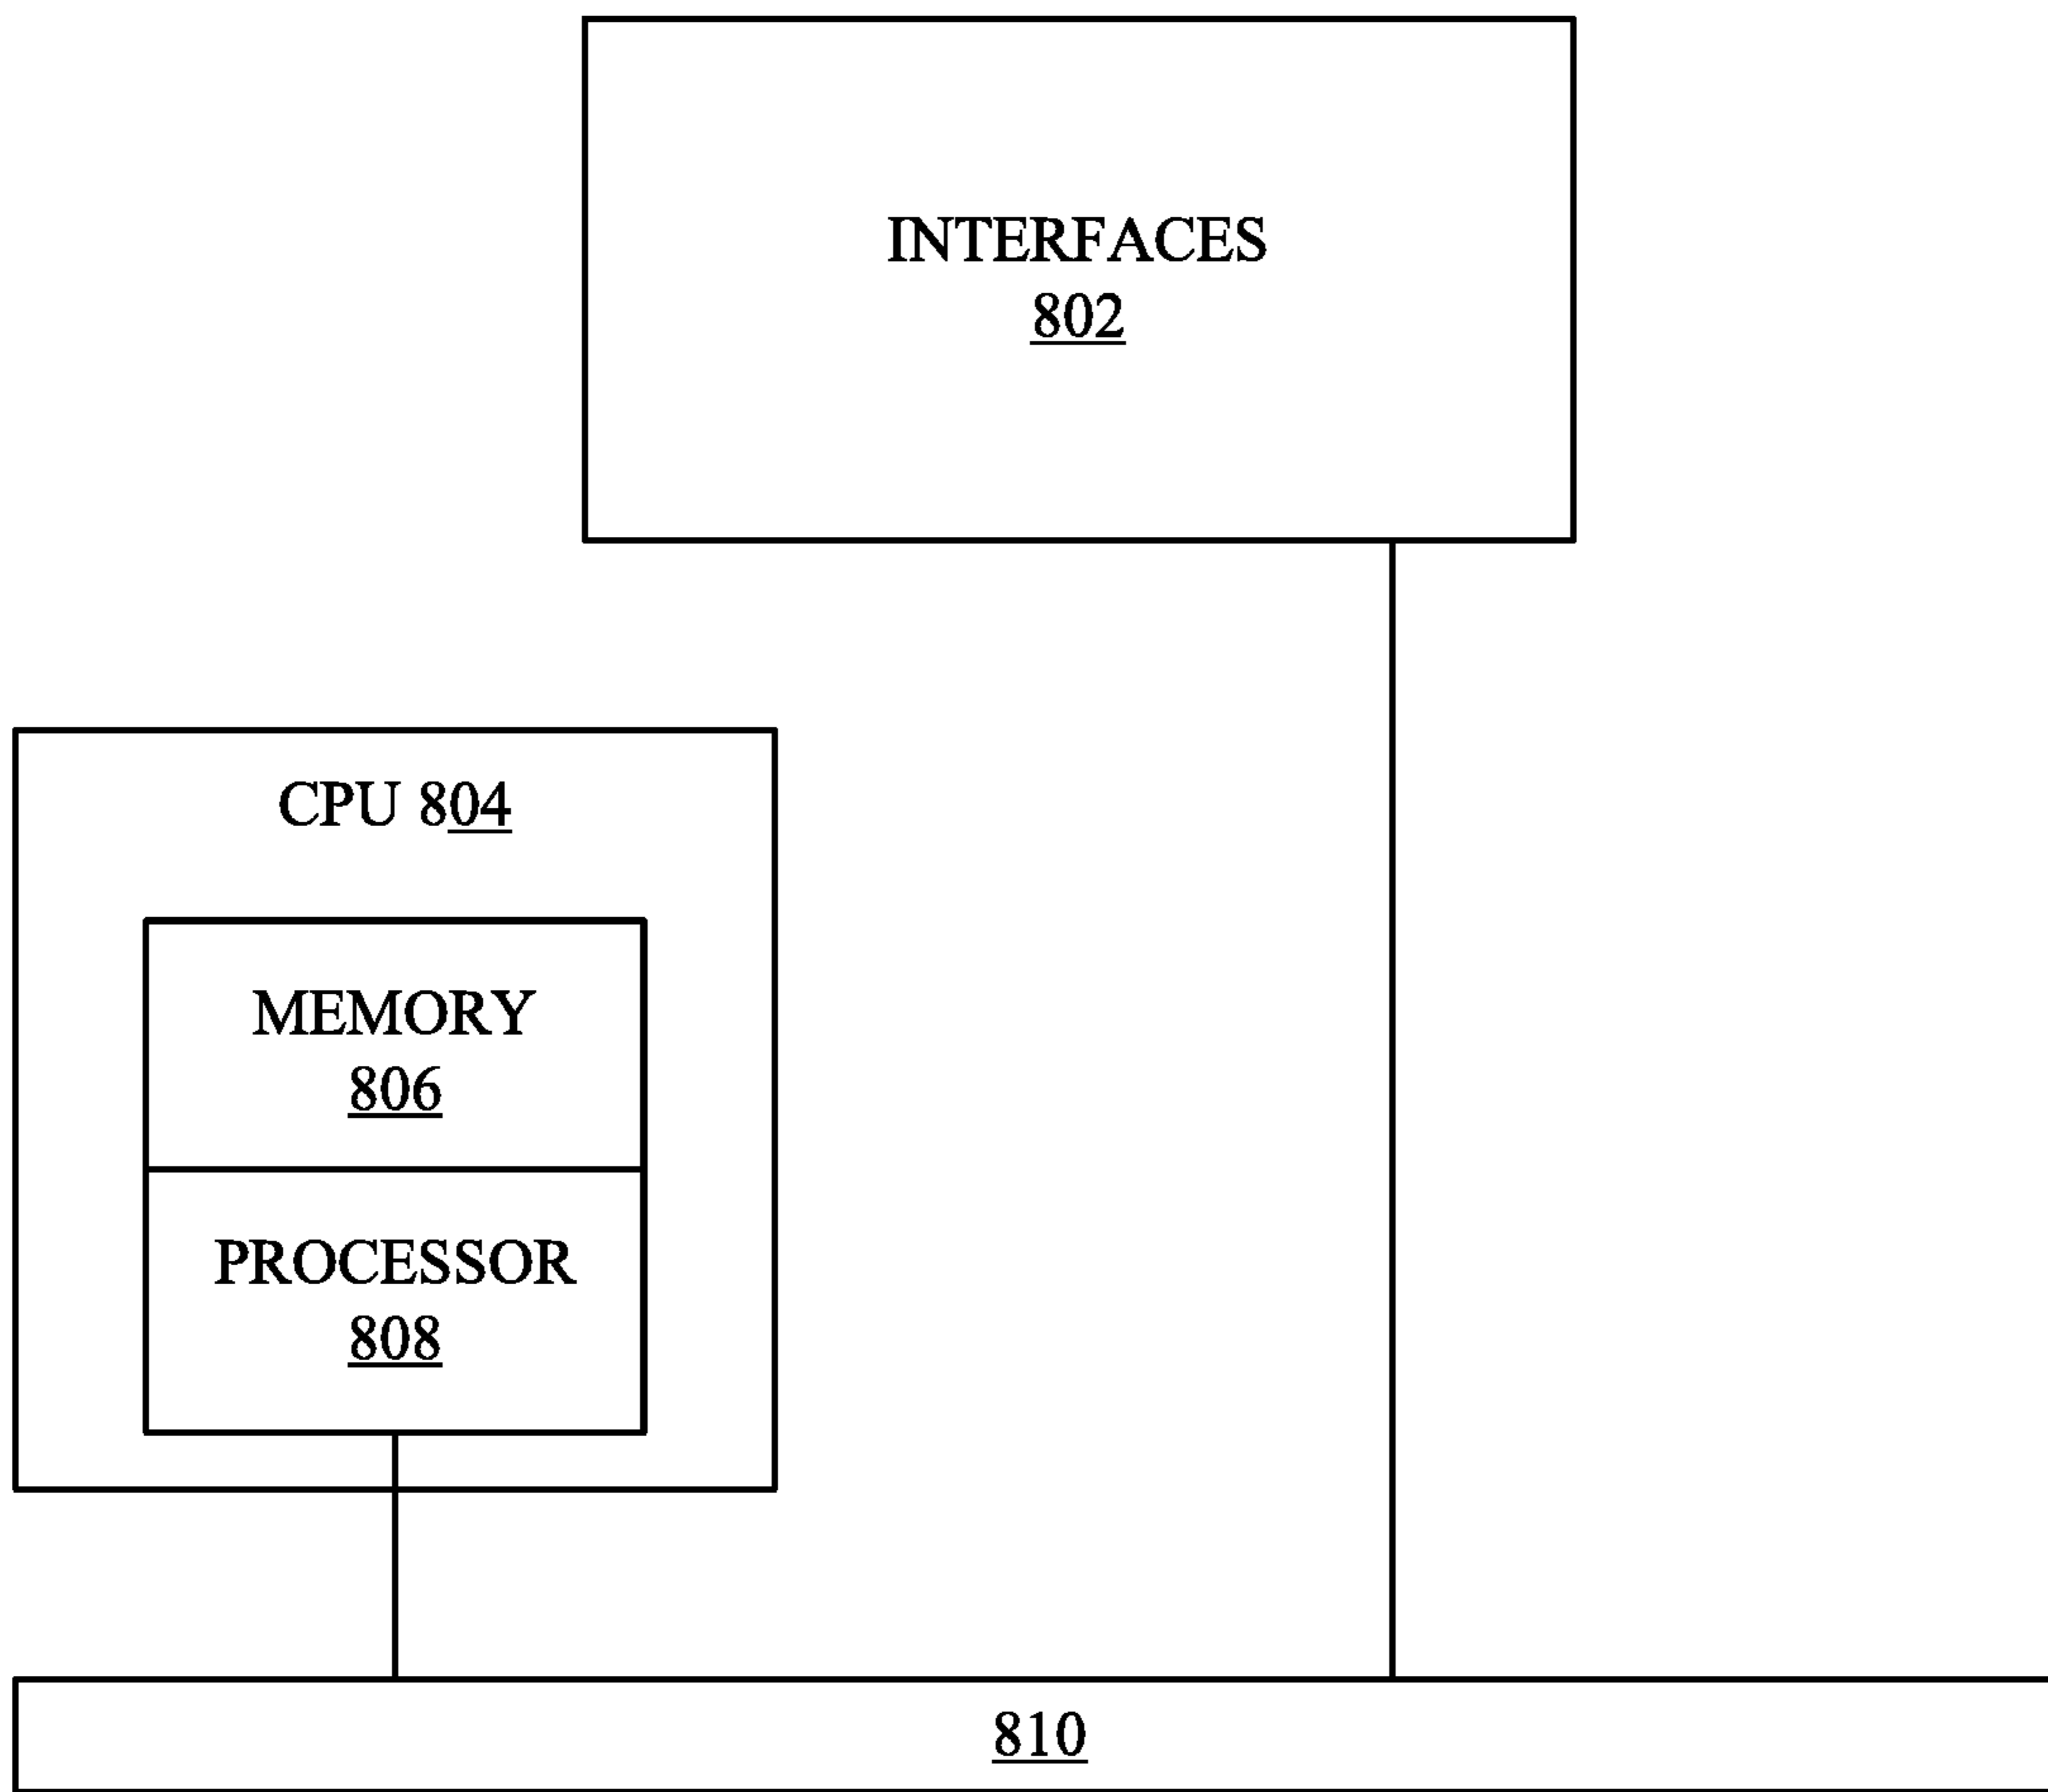 INTERFACES
802
CPU 804
MEMORY
806
PROCESSOR
808
810